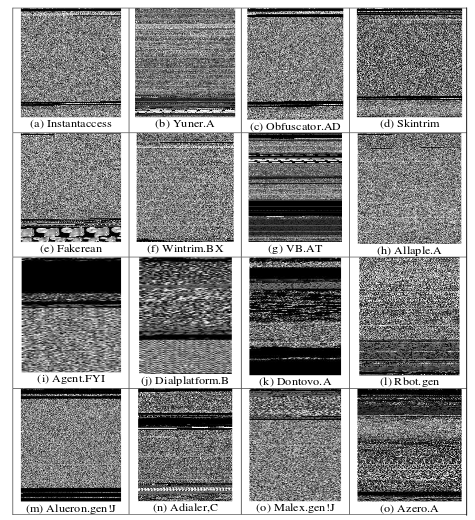 (a) Instantaccess
(b) Yuner.A
(c) Obfuscator.AD
(d) Skintrim
(e) Fakerean
(f) Wintrim.BX
(g) VB.AT
(h) Allaple.A
(i) Agent.FYI
(j) Dialplatform.B
(k) Dontovo.A
(l) Rbot.gen
(m) Alueron.gen!J
(n) Adialer.C
(o) Malex.gen!J
(o) Azero.A